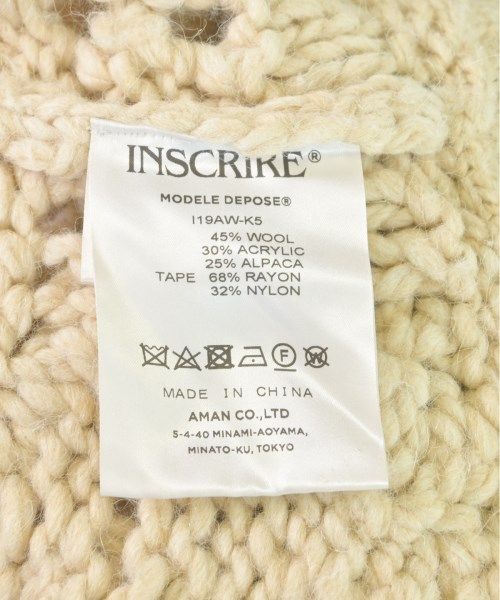 INSCRIRE®
MODELE DEPOSE®
I19AW-K5
45% WOOL
30% ACRYLIC
25% ALPACA
TAPE 68% RAYON
32% NYLON
MADE IN CHINA
AMAN CO.,LTD
5-4-40 MINAMI-AOYAMA,
MINATO-KU, TOKYO